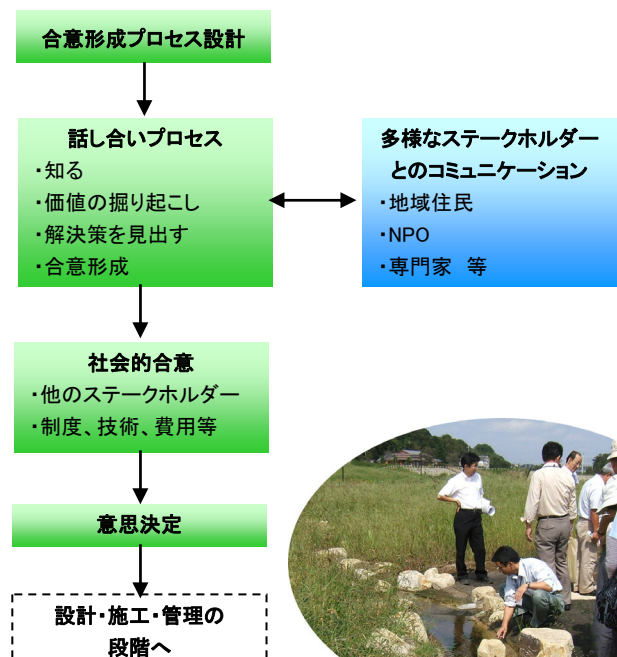 合意形成プロセス設計
話し合いプロセス
・知る
・価値の掘り起こし
・解決策を見出す
・合意形成
多様なステークホルダー
とのコミュニケーション
・地域住民
・NPO
・専門家　等
社会的合意
・他のステークホルダー
・制度、技術、費用等
意思決定
設計・施工・管理の
段階へ